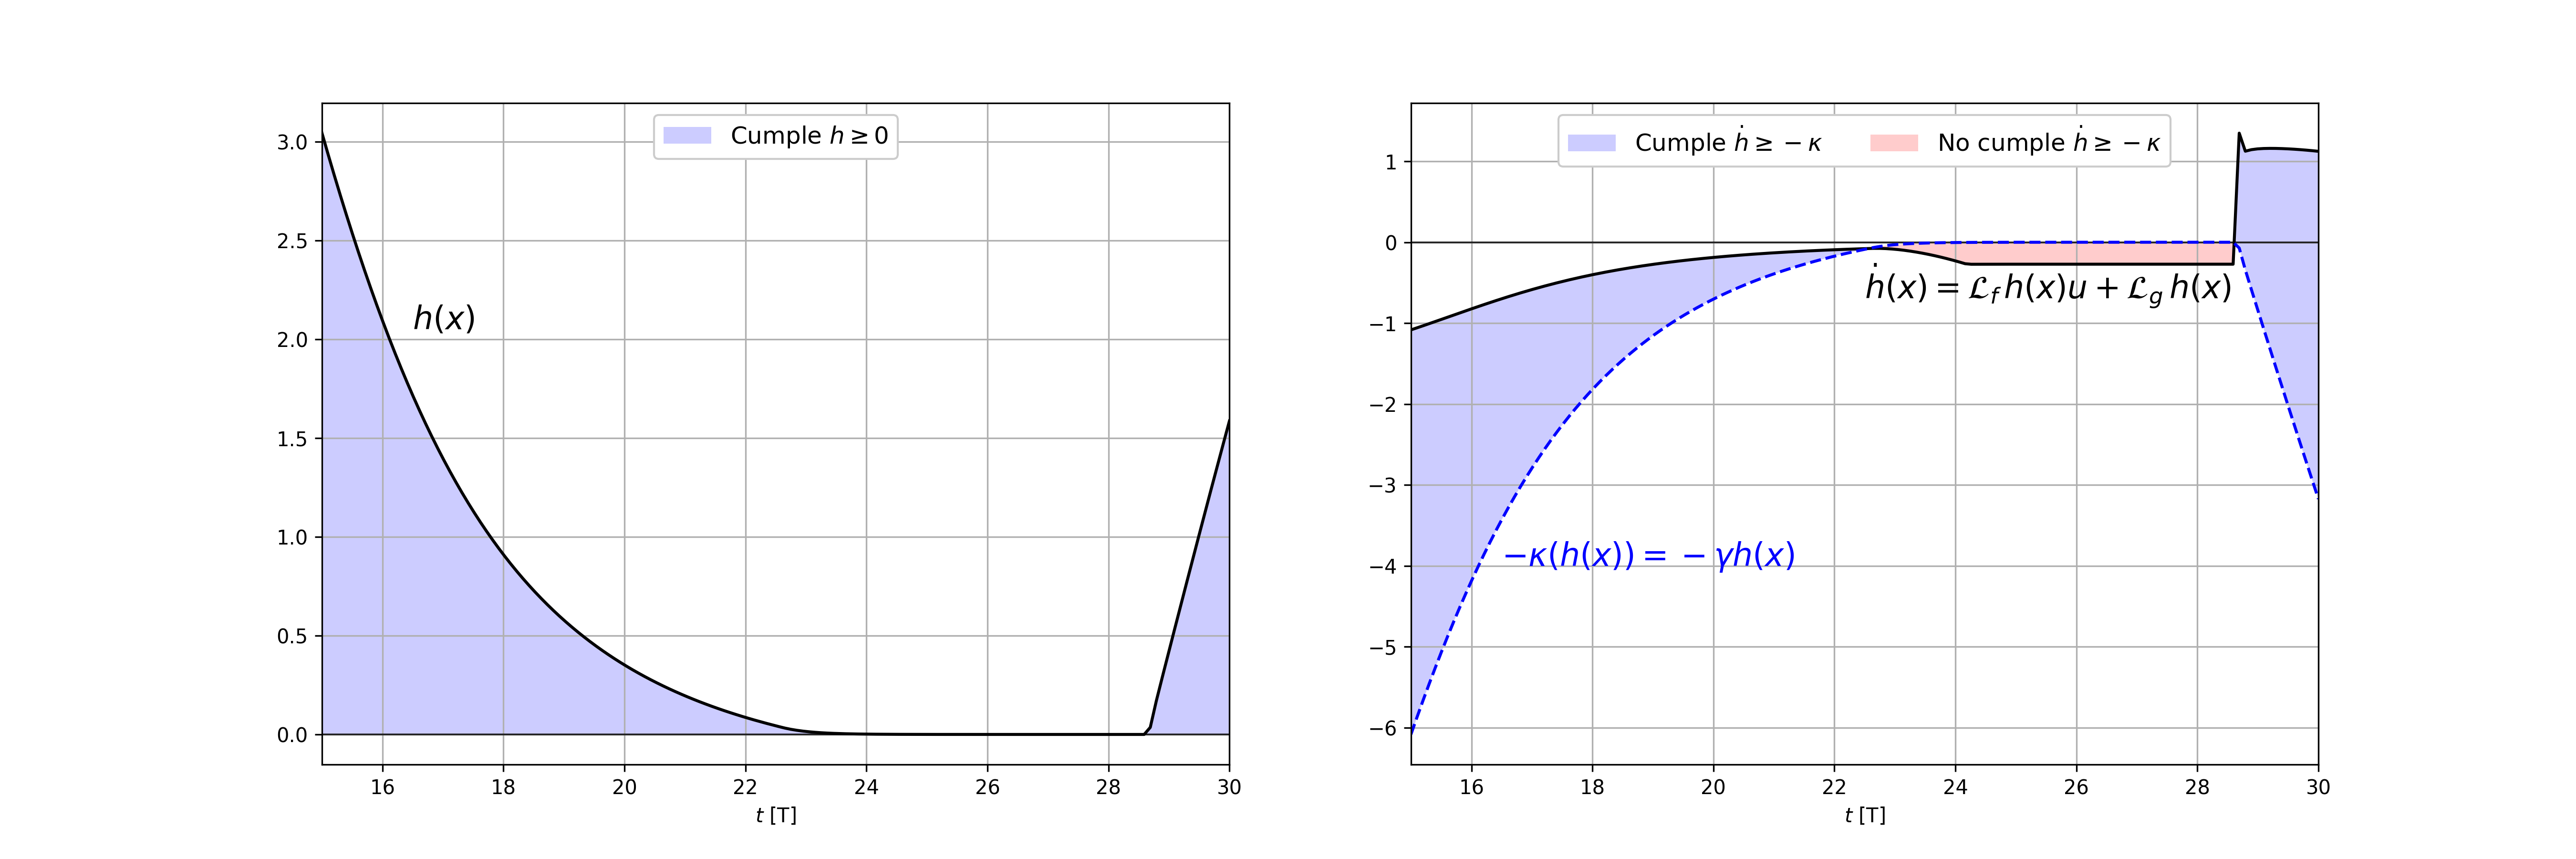 Cumple h ≥ 0
h(x)
3.0
2.5
2.0
1.5
1.0
0.5
0.0
16 18 20 22 24 26 28 30
t [T]
Cumple ḣ ≥ −κ No cumple ḣ ≥ −κ
ḣ(x) = ℒ_f h(x)u + ℒ_g h(x)
−κ(h(x)) = −γh(x)
1
0
−1
−2
−3
−4
−5
−6
16 18 20 22 24 26 28 30
t [T]